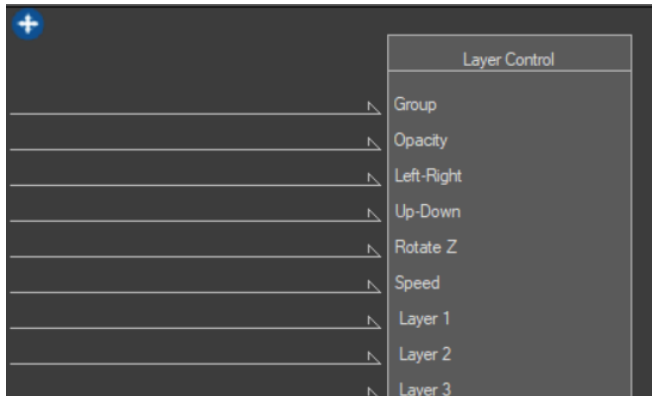 Layer Control
Group
Opacity
Left-Right
Up-Down
Rotate Z
Speed
Layer 1
Layer 2
Layer 3